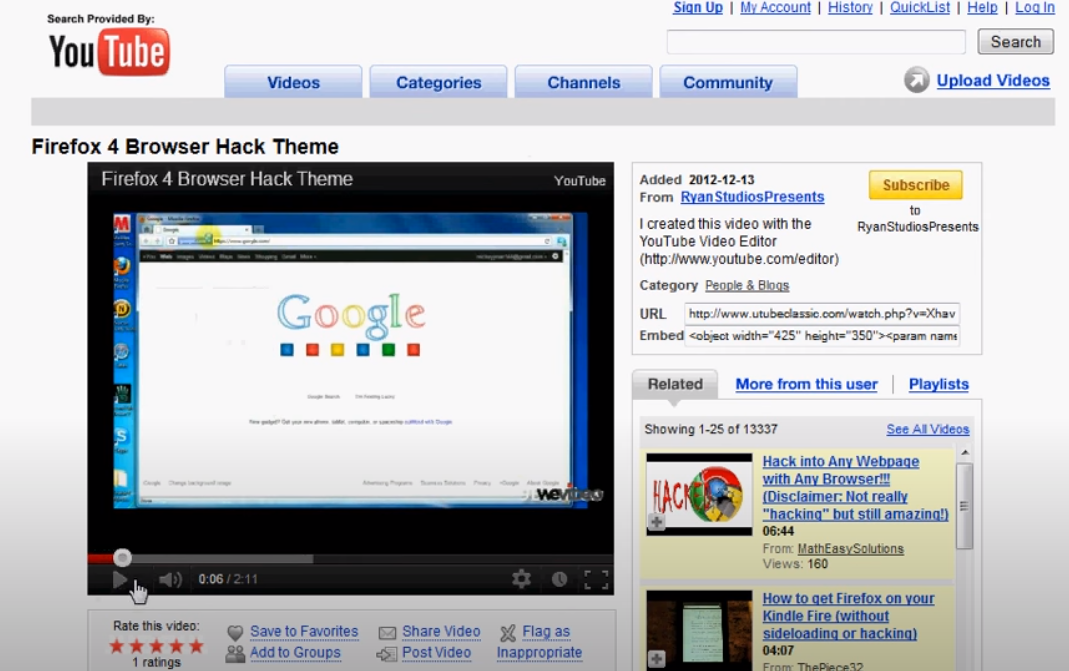 Search Provided By:
YouTube
Sign Up | My Account | History | QuickList | Help | Log In
Search
Videos
Categories
Channels
Community
Upload Videos
Firefox 4 Browser Hack Theme
Firefox 4 Browser Hack Theme
YouTube
Google
Google Search
I'm Feeling Lucky
wevideo
0:06 / 2:11
Rate this video:
1 ratings
Save to Favorites
Add to Groups
Share Video
Post Video
Flag as
Inappropriate
Added 2012-12-13
From RyanStudiosPresents
I created this video with the
YouTube Video Editor
(http://www.youtube.com/editor)
Category People & Blogs
Subscribe
to
RyanStudiosPresents
URL http://www.utubeclassic.com/watch.php?v=Xhav
Embed <object width="425" height="350"><param name
Related
More from this user
Playlists
Showing 1-25 of 13337
See All Videos
HACKED
Hack into Any Webpage
with Any Browser!!!
(Disclaimer: Not really
"hacking" but still amazing!)
06:44
From: MathEasySolutions
Views: 160
How to get Firefox on your
Kindle Fire (without
sideloading or hacking)
04:07
From: ThePiece32